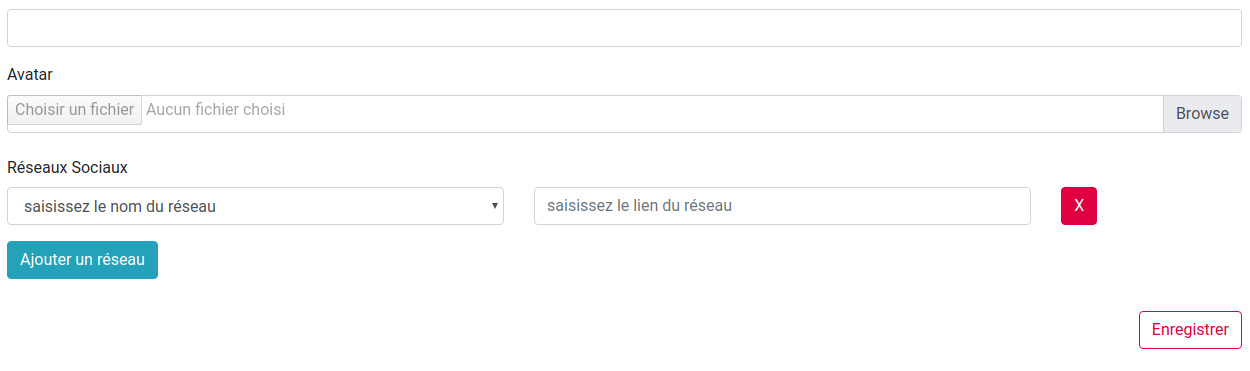 Avatar
Choisir un fichier Aucun fichier choisi Browse
Réseaux Sociaux
saisissez le nom du réseau saisissez le lien du réseau X
Ajouter un réseau
Enregistrer